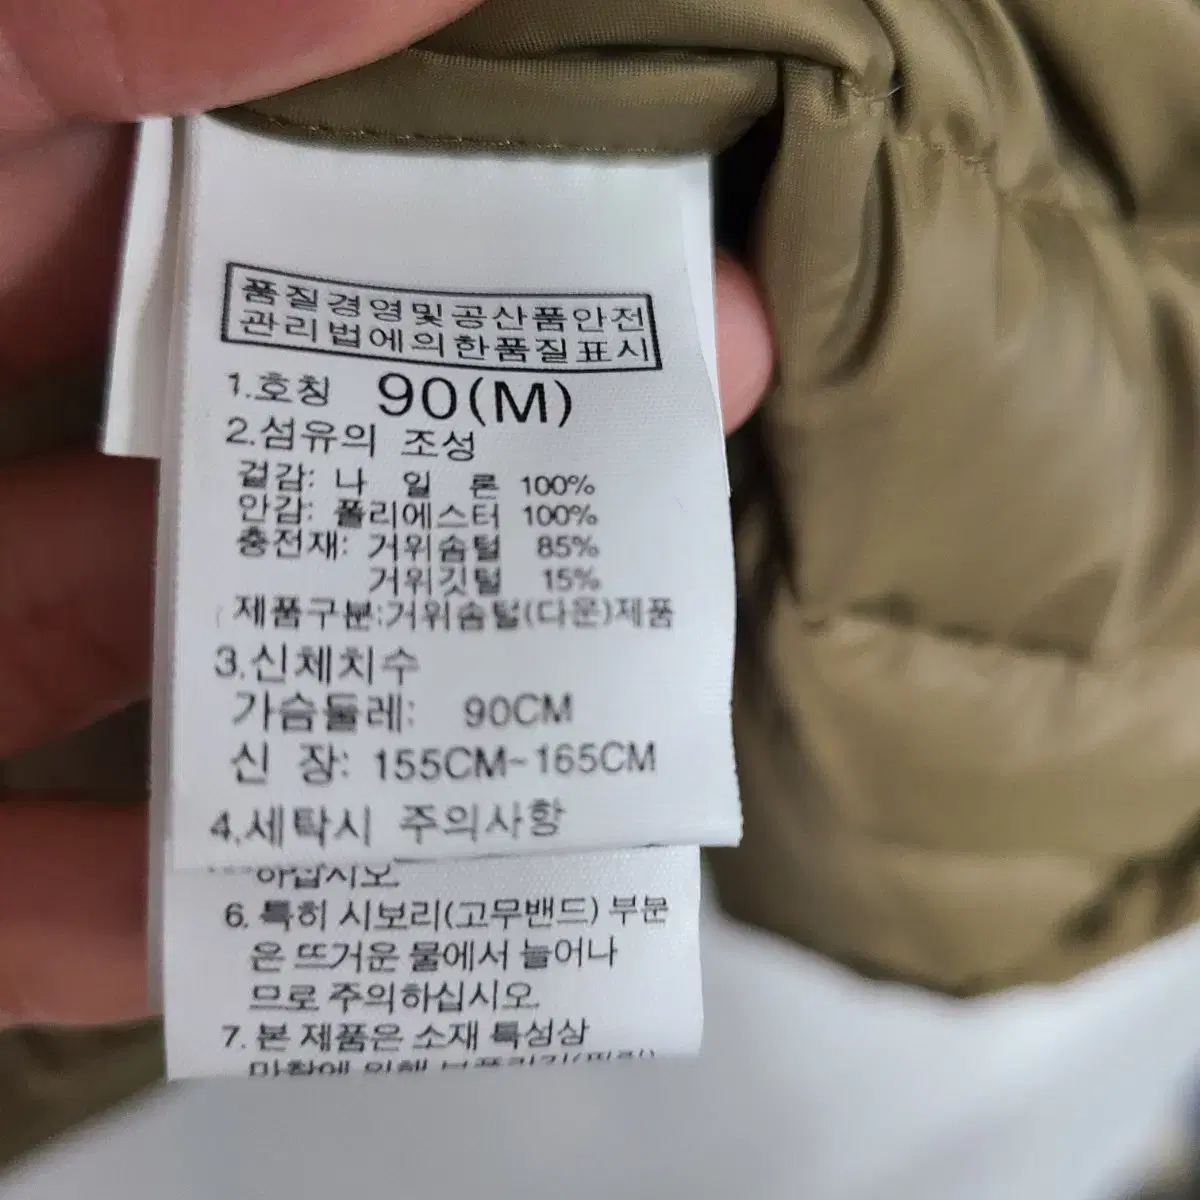 품질경영및공산품안전
관리법에의한품질표시
1.호칭 90(M)
2.섬유의 조성
겉감: 나 일 론 100%
안감: 폴리에스터 100%
충전재: 거위솜털 85%
거위깃털 15%
제품구분:거위솜털(다운)제품
3.신체치수
가슴둘레: 90CM
신 장: 155CM~165CM
4.세탁시 주의사항
하십시오.
6. 특히 시보리(고무밴드) 부분
은 뜨거운 물에서 늘어나
므로 주의하십시오.
7. 본 제품은 소재 특성상
마찰에 의해